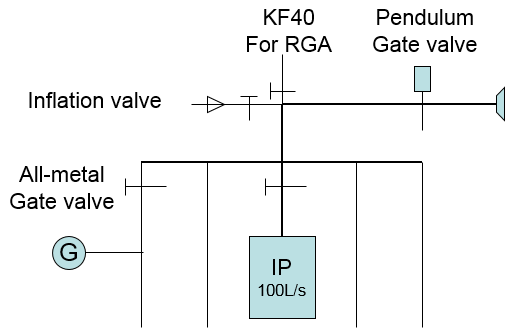 KF40
For RGA
Pendulum
Gate valve
Inflation valve
All-metal
Gate valve
G
IP
100L/s